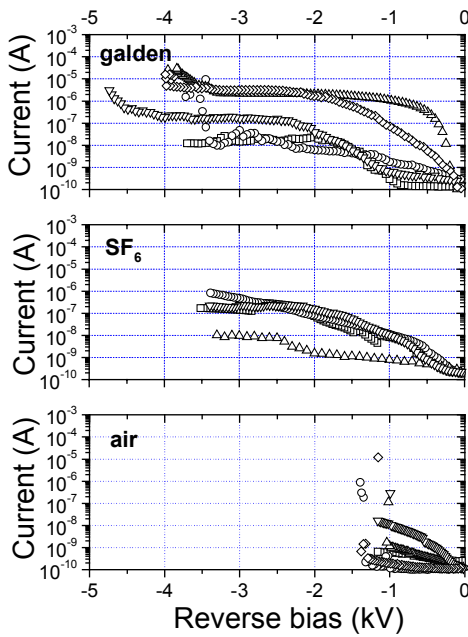 galden
Current (A)
10⁻³
10⁻⁴
10⁻⁵
10⁻⁶
10⁻⁷
10⁻⁸
10⁻⁹
10⁻¹⁰
-5 -4 -3 -2 -1 0
SF₆
Current (A)
10⁻³
10⁻⁴
10⁻⁵
10⁻⁶
10⁻⁷
10⁻⁸
10⁻⁹
10⁻¹⁰
air
Current (A)
10⁻³
10⁻⁴
10⁻⁵
10⁻⁶
10⁻⁷
10⁻⁸
10⁻⁹
10⁻¹⁰
-5 -4 -3 -2 -1 0
Reverse bias (kV)